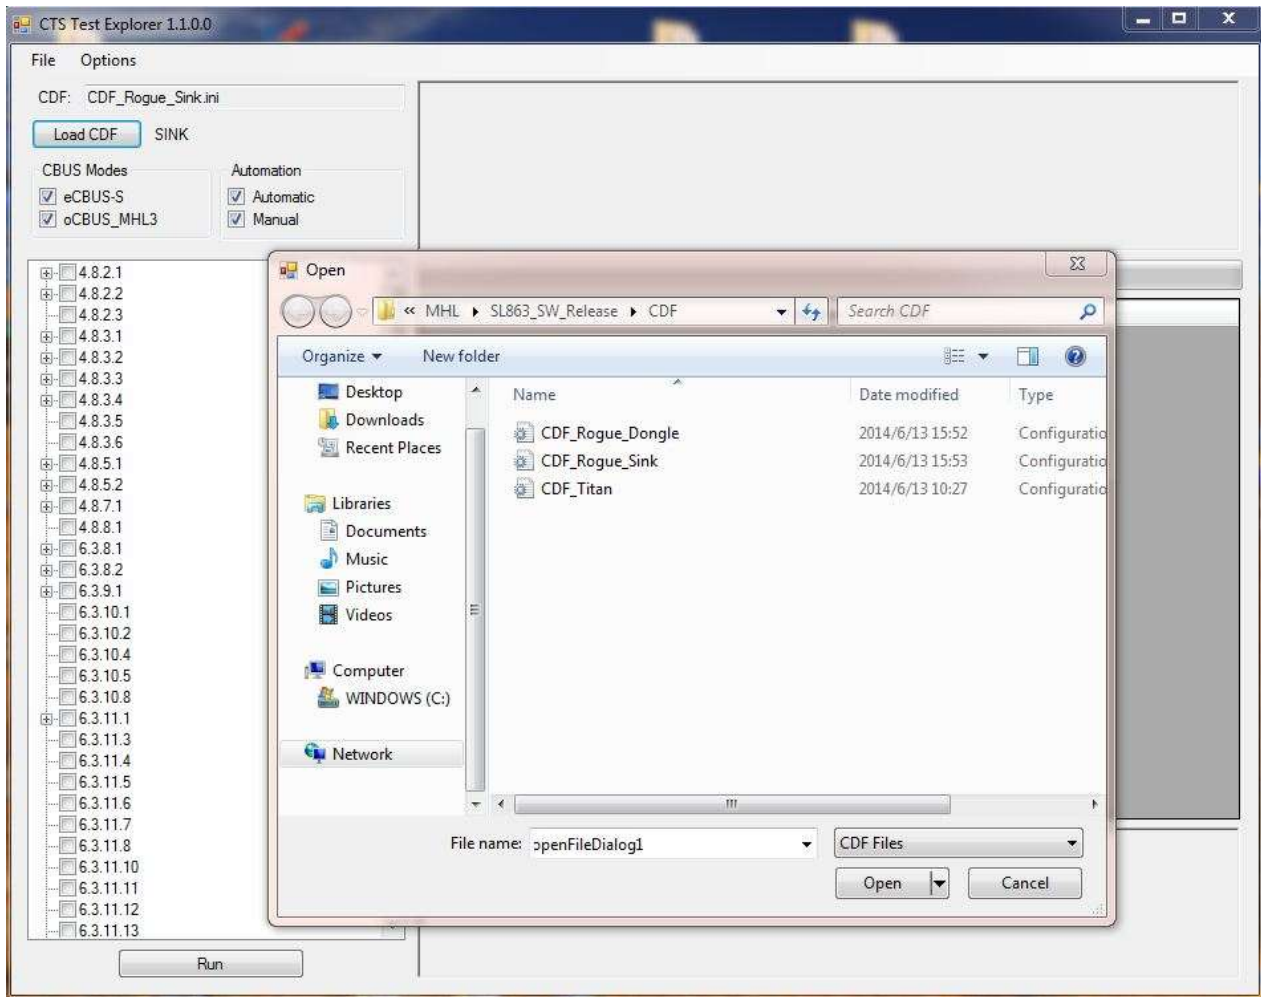 CTS Test Explorer 1.1.0.0
File Options
CDF: CDF_Rogue_Sink.ini
Load CDF SINK
CBUS Modes Automation
eCBUS-S Automatic
oCBUS_MHL3 Manual
4.8.2.1
4.8.2.2
4.8.2.3
4.8.3.1
4.8.3.2
4.8.3.3
4.8.3.4
4.8.3.5
4.8.3.6
4.8.5.1
4.8.5.2
4.8.7.1
4.8.8.1
6.3.8.1
6.3.8.2
6.3.9.1
6.3.10.1
6.3.10.2
6.3.10.4
6.3.10.5
6.3.10.8
6.3.11.1
6.3.11.3
6.3.11.4
6.3.11.5
6.3.11.6
6.3.11.7
6.3.11.8
6.3.11.10
6.3.11.11
6.3.11.12
6.3.11.13
Run
Open
« MHL SL863_SW_Release CDF Search CDF
Organize New folder
Desktop
Downloads
Recent Places
Libraries
Documents
Music
Pictures
Videos
Computer
WINDOWS (C:)
Network
Name Date modified Type
CDF_Rogue_Dongle 2014/6/13 15:52 Configuratio
CDF_Rogue_Sink 2014/6/13 15:53 Configuratio
CDF_Titan 2014/6/13 10:27 Configuratio
File name: openFileDialog1 CDF Files
Open Cancel